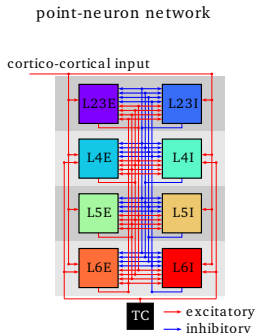 point-neuron network
cortico-cortical input
L23E L23I
L4E L4I
L5E L5I
L6E L6I
TC
excitatory
inhibitory